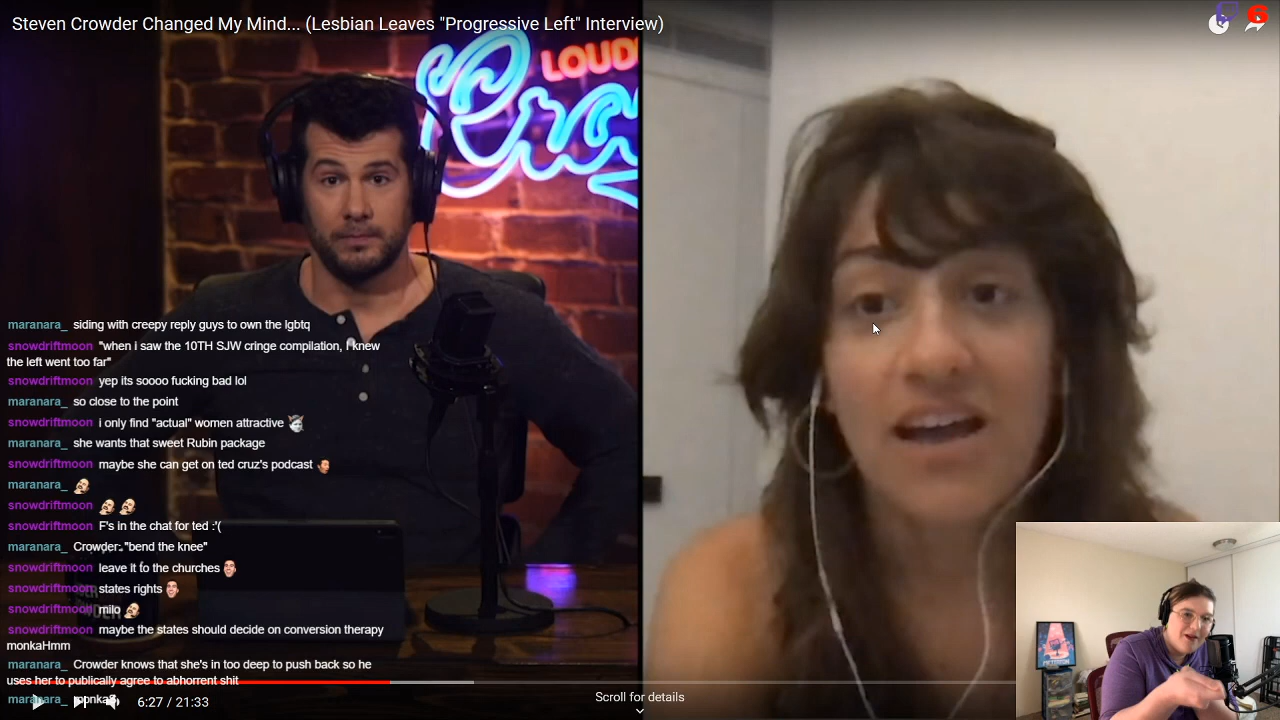 Steven Crowder Changed My Mind... (Lesbian Leaves "Progressive Left" Interview)
6
LOUD
maranara_ siding with creepy reply guys to own the lgbtq
snowdriftmoon "when i saw the 10TH SJW cringe compilation, i knew
the left went too far"
snowdriftmoon yep its soooo fucking bad lol
maranara_ so close to the point
snowdriftmoon i only find "actual" women attractive
maranara_ she wants that sweet Rubin package
snowdriftmoon maybe she can get on ted cruz's podcast
maranara_
snowdriftmoon
snowdriftmoon F's in the chat for ted :'(
maranara_ Crowder: "bend the knee"
snowdriftmoon leave it to the churches
snowdriftmoon states rights
snowdriftmoon milo
snowdriftmoon maybe the states should decide on conversion therapy
monkaHmm
maranara_ Crowder knows that she's in too deep to push back so he
uses her to publically agree to abhorrent shit
maranara_ monkaS
6:27 / 21:33
Scroll for details